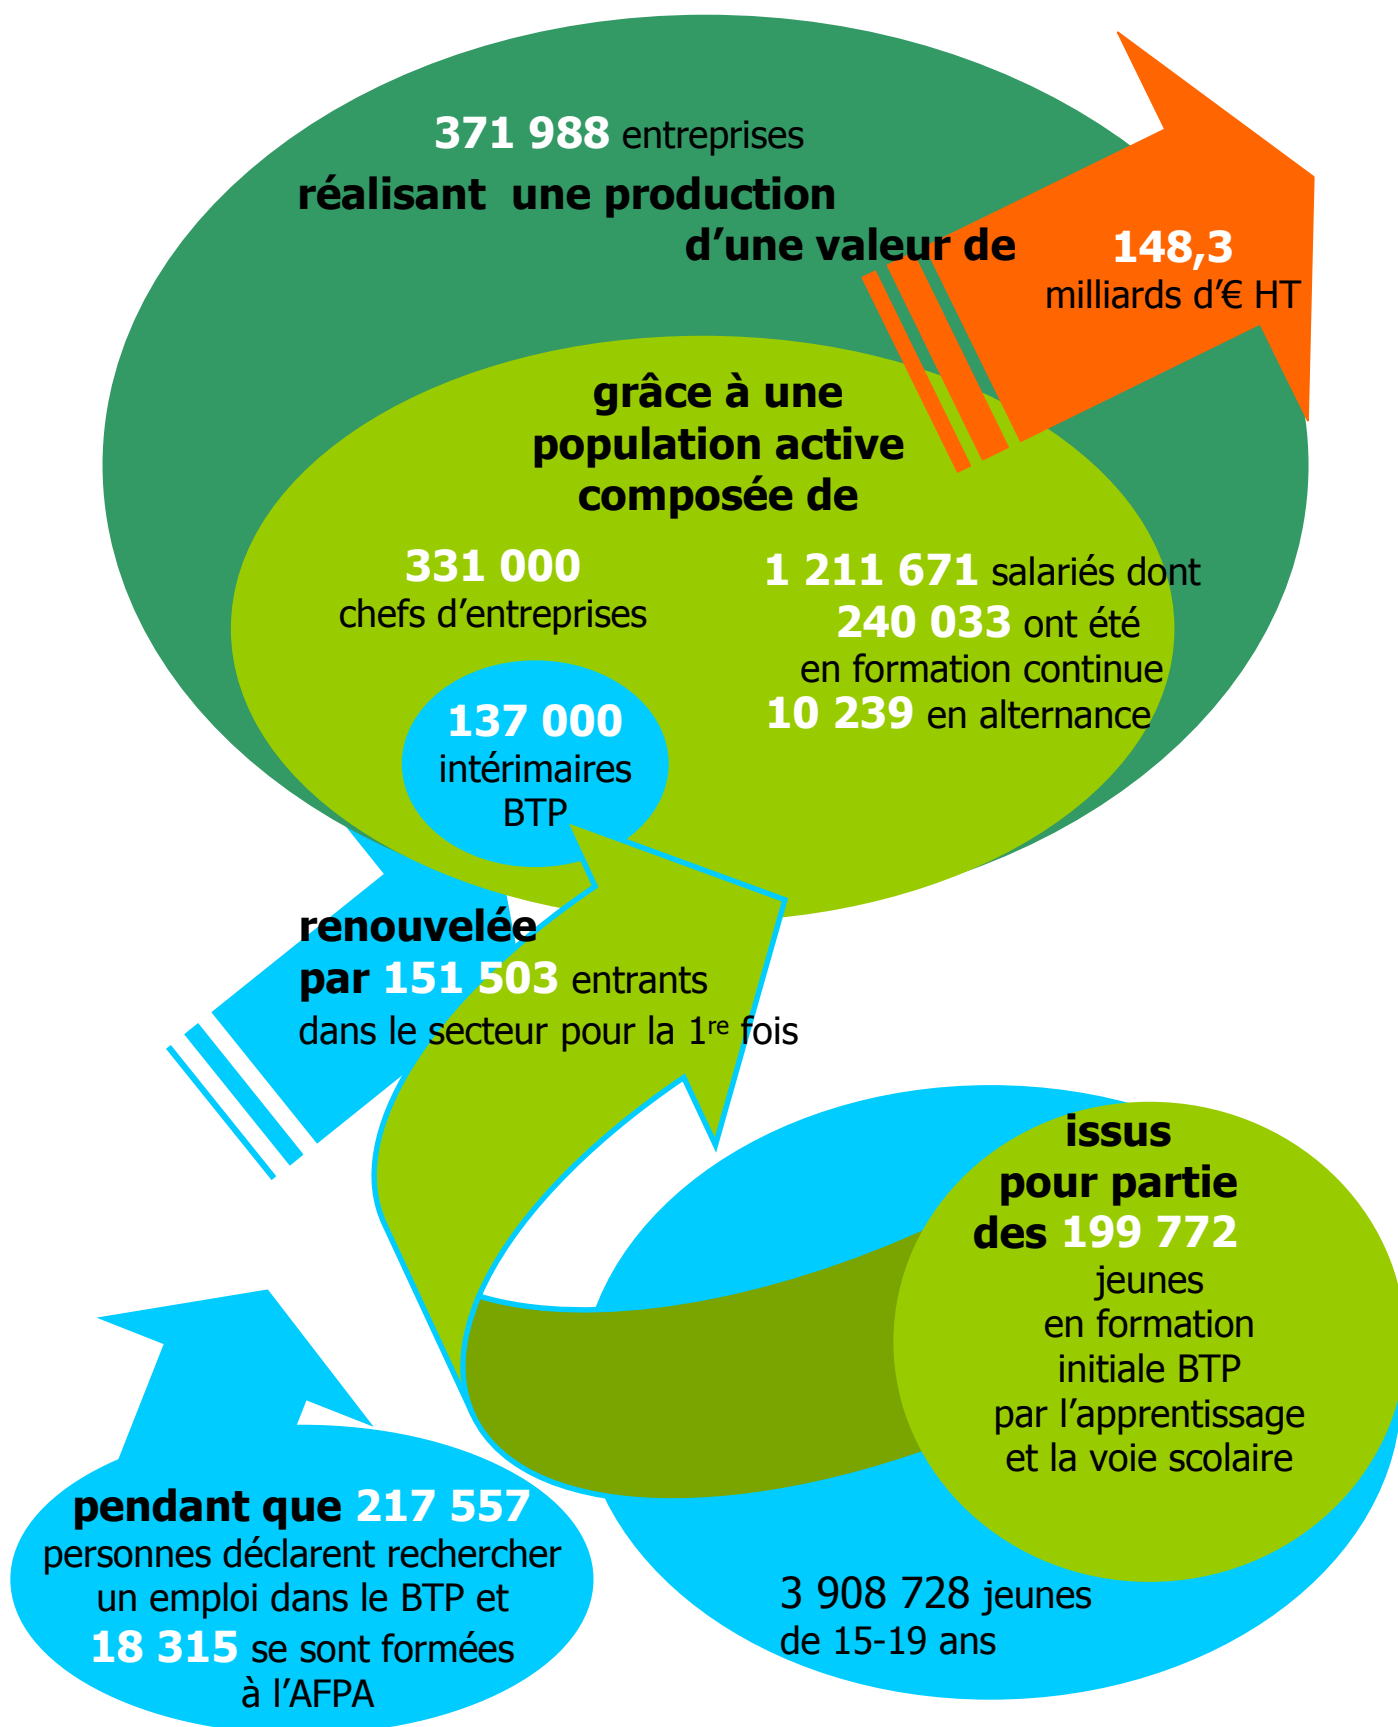 371 988 entreprises
réalisant une production
d’une valeur de
148,3
milliards d’€ HT
grâce à une
population active
composée de
331 000
chefs d’entreprises
1 211 671 salariés dont
240 033 ont été
en formation continue
10 239 en alternance
137 000
intérimaires
BTP
renouvelée
par 151 503 entrants
dans le secteur pour la 1re fois
issus
pour partie
des 199 772
jeunes
en formation
initiale BTP
par l’apprentissage
et la voie scolaire
pendant que 217 557
personnes déclarent rechercher
un emploi dans le BTP et
18 315 se sont formées
à l’AFPA
3 908 728 jeunes
de 15-19 ans